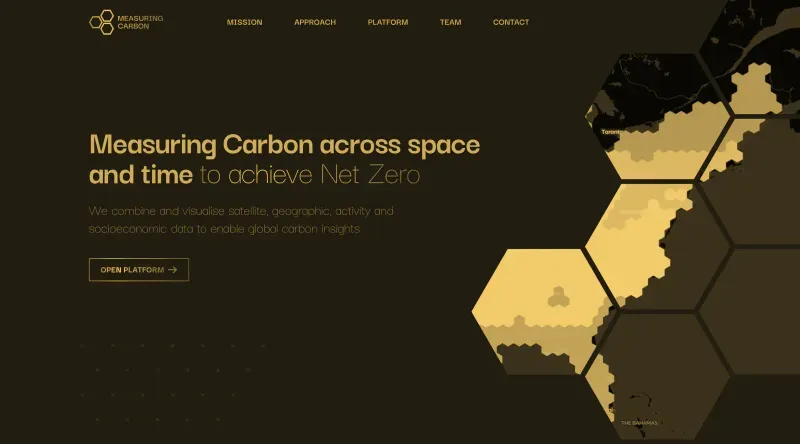 MEASURING
CARBON
MISSION
APPROACH
PLATFORM
TEAM
CONTACT
Measuring Carbon across space
and time to achieve Net Zero
We combine and visualise satellite, geographic, activity and
socioeconomic data to enable global carbon insights
OPEN PLATFORM
THE BAHAMAS